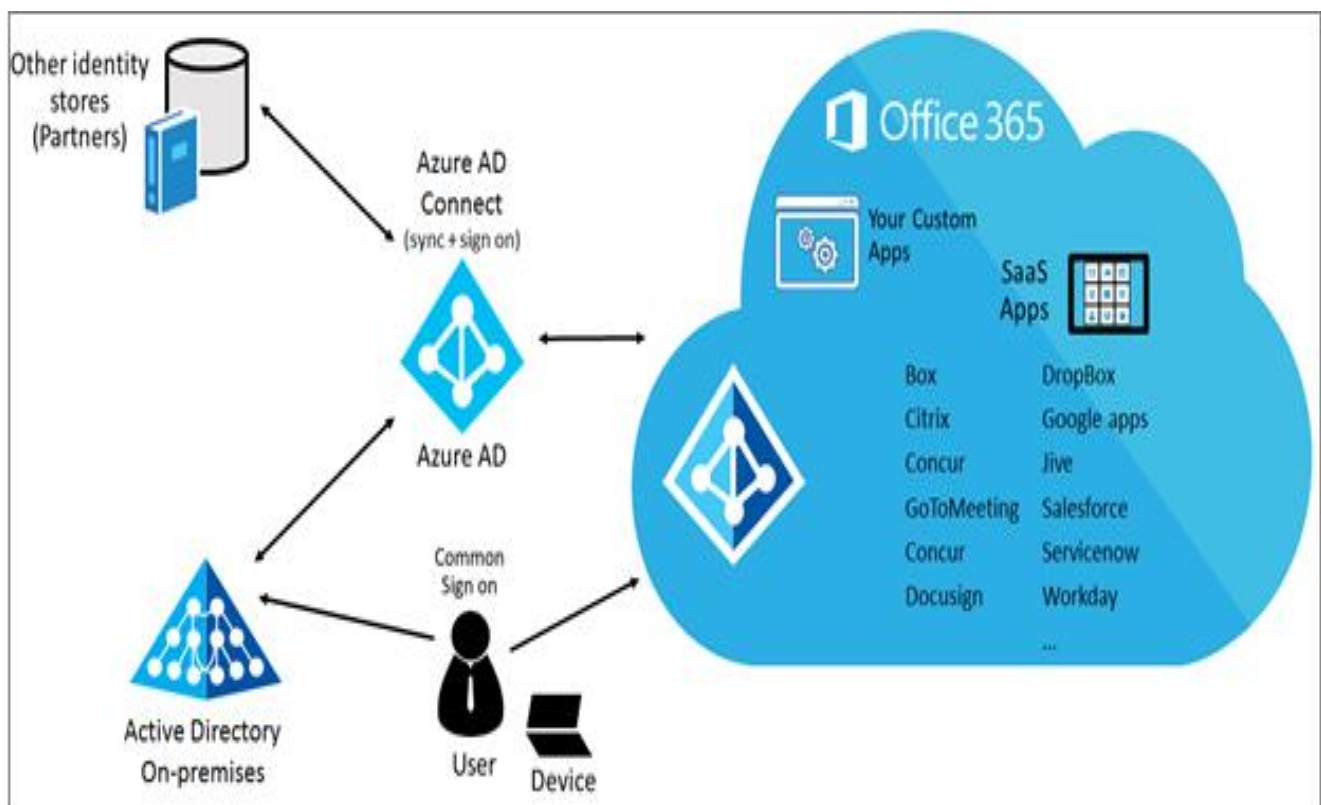 Other identity
stores
(Partners)
Azure AD
Connect
(sync + sign on)
Azure AD
Active Directory
On-premises
Common
Sign on
User
Device
Office 365
Your Custom
Apps
SaaS
Apps
Box
DropBox
Citrix
Google apps
Concur
Jive
GoToMeeting
Salesforce
Concur
Servicenow
Docusign
Workday
...